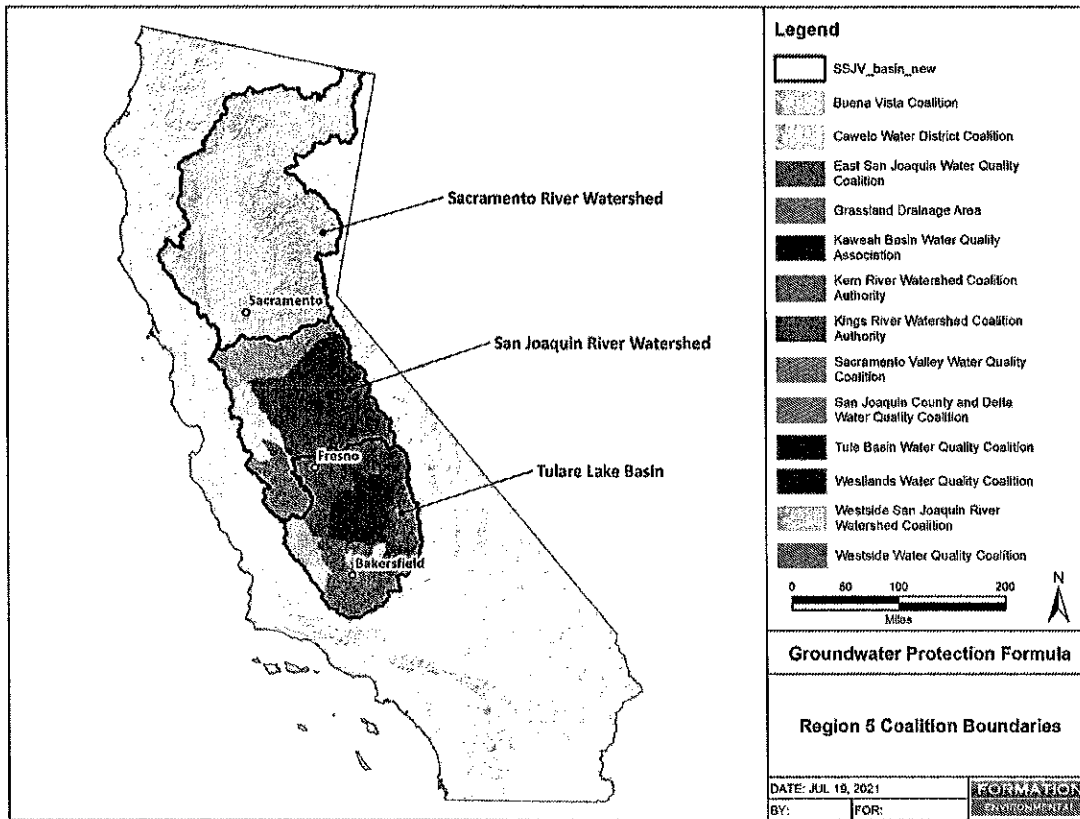 Sacramento River Watershed
Sacramento
San Joaquin River Watershed
Fresno
Tulare Lake Basin
Bakersfield
Legend
SSJV_basin_new
Buena Vista Coalition
Cawelo Water District Coalition
East San Joaquin Water Quality
Coalition
Grassland Drainage Area
Kaweah Basin Water Quality
Association
Kern River Watershed Coalition
Authority
Kings River Watershed Coalition
Authority
Sacramento Valley Water Quality
Coalition
San Joaquin County and Delta
Water Quality Coalition
Tule Basin Water Quality Coalition
Westlands Water Quality Coalition
Westside San Joaquin River
Watershed Coalition
Westside Water Quality Coalition
0 50 100 200
Miles
N
Groundwater Protection Formula
Region 5 Coalition Boundaries
DATE: JUL 19, 2021
BY: FOR:
FORMATION
ENVIRONMENTAL